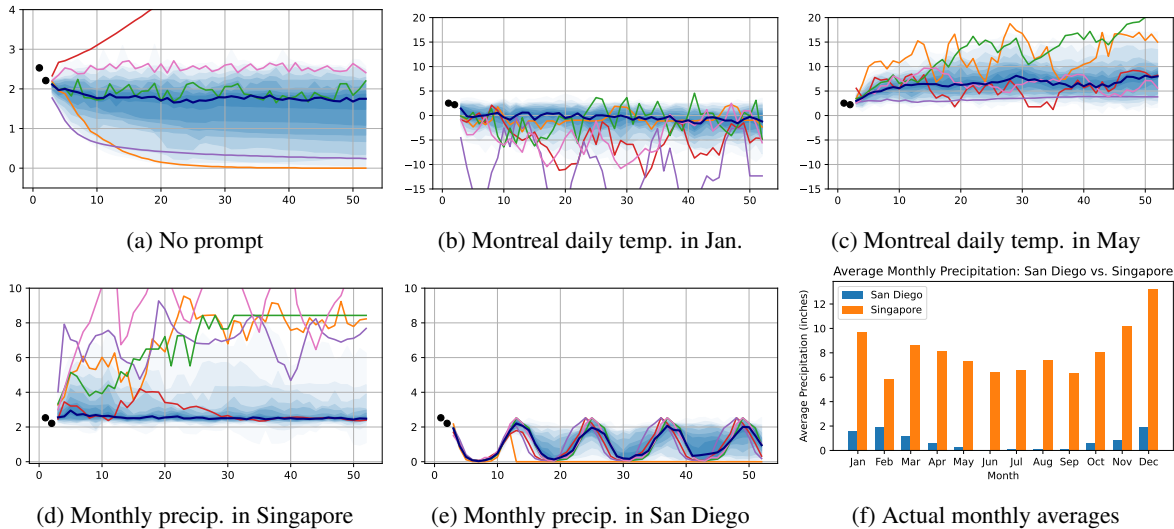 4
3
2
1
0
0 10 20 30 40 50
(a) No prompt
20
15
10
5
0
−5
−10
−15
0 10 20 30 40 50
(b) Montreal daily temp. in Jan.
20
15
10
5
0
−5
−10
−15
0 10 20 30 40 50
(c) Montreal daily temp. in May
10
8
6
4
2
0
0 10 20 30 40 50
(d) Monthly precip. in Singapore
10
8
6
4
2
0
0 10 20 30 40 50
(e) Monthly precip. in San Diego
Average Monthly Precipitation: San Diego vs. Singapore
San Diego
Singapore
Average Precipitation (inches)
12
10
8
6
4
2
0
Jan Feb Mar Apr May Jun Jul Aug Sep Oct Nov Dec
Month
(f) Actual monthly averages